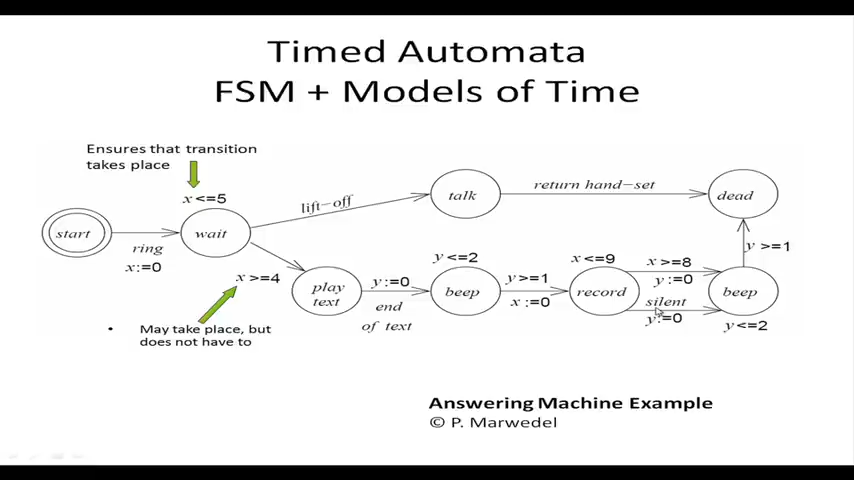 Timed Automata
FSM + Models of Time
Ensures that transition
takes place
x<=5
start
ring
x:=0
wait
lift-off
talk
return hand-set
dead
x>=4
play
text
y:=0
end
of text
y<=2
beep
y>=1
x:=0
x<=9
record
x>=8
y:=0
silent
y:=0
beep
y<=2
y>=1
• May take place, but
does not have to
Answering Machine Example
© P. Marwedel